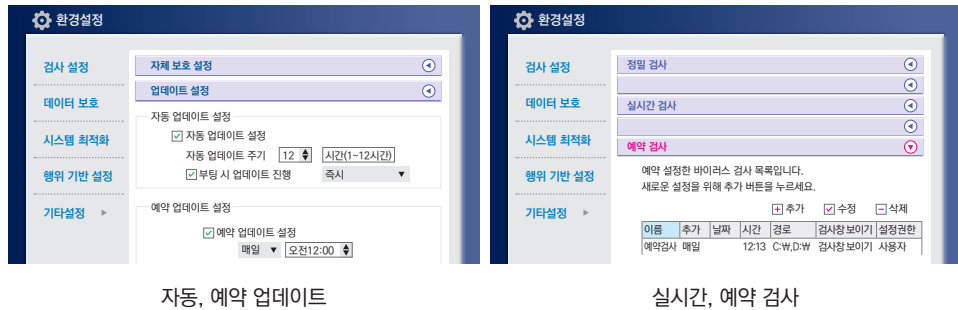 환경설정
검사 설정
데이터 보호
시스템 최적화
행위 기반 설정
기타설정 ▶
자체 보호 설정
업데이트 설정
자동 업데이트 설정
자동 업데이트 설정
자동 업데이트 주기 12 시간(1~12시간)
부팅 시 업데이트 진행 즉시 ▼
예약 업데이트 설정
예약 업데이트 설정
매일 ▼ 오전12:00
자동, 예약 업데이트
환경설정
검사 설정
데이터 보호
시스템 최적화
행위 기반 설정
기타설정 ▶
정밀 검사
실시간 검사
예약 검사
예약 설정한 바이러스 검사 목록입니다.
새로운 설정을 위해 추가 버튼을 누르세요.
추가 수정 삭제
이름 추가 날짜 시간 경로 검사창보이기 설정권한
예약검사 매일 12:13 C:₩,D:₩ 검사창보이기 사용자
실시간, 예약 검사